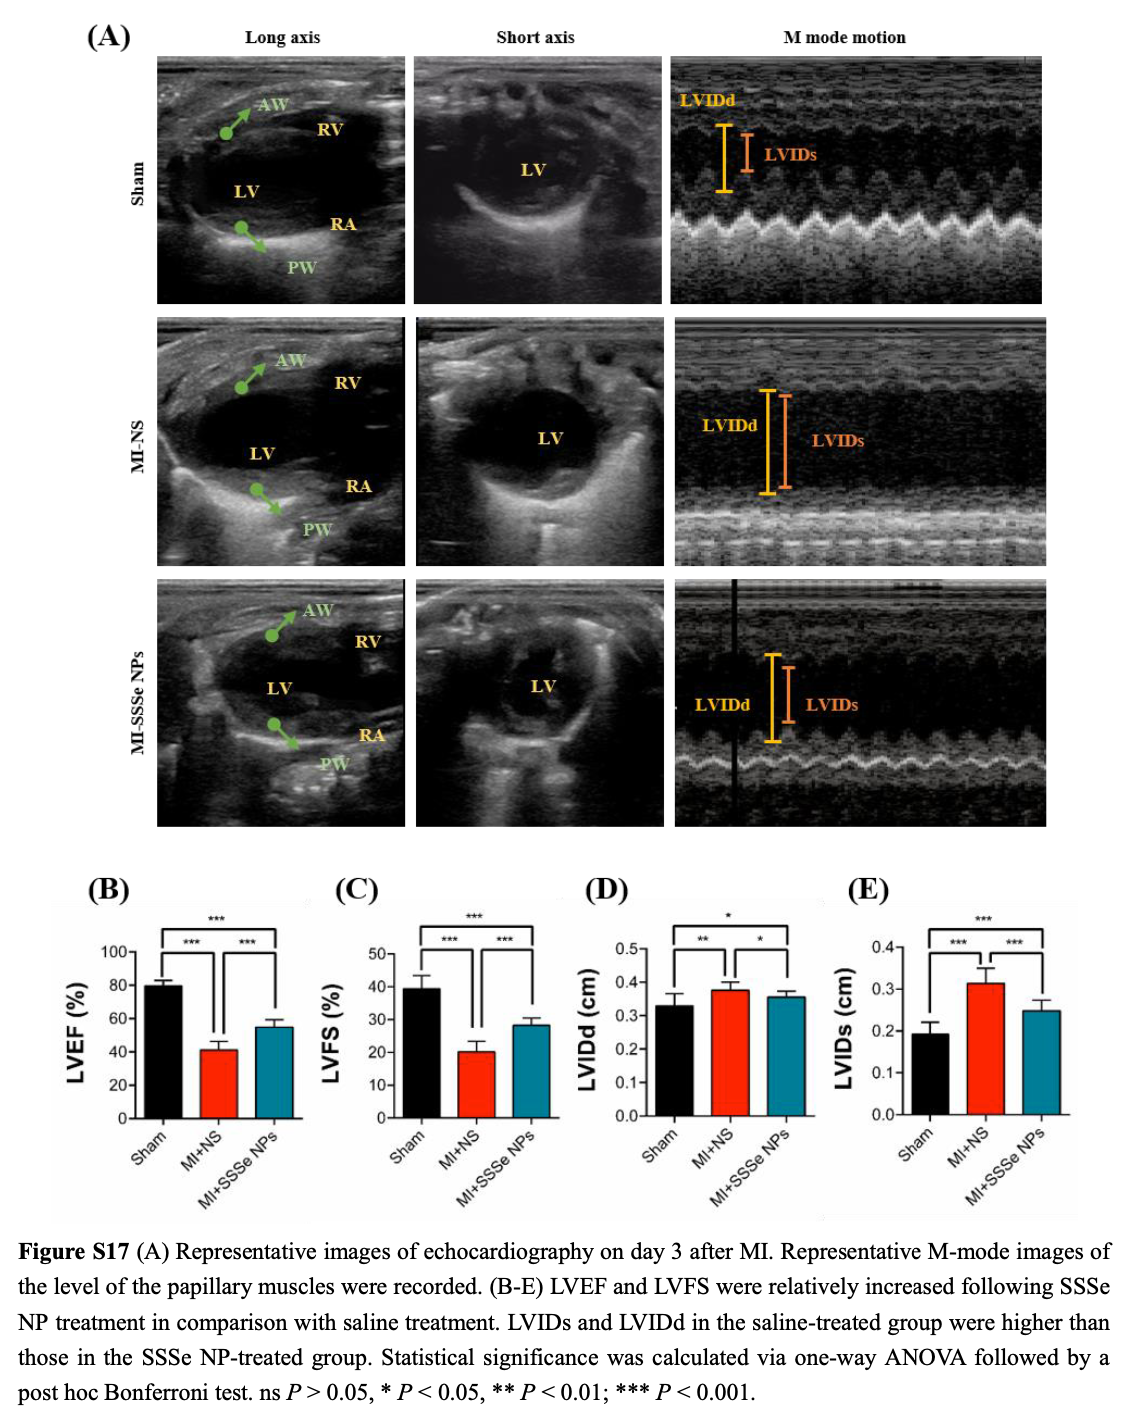 (A)
Long axis
Short axis
M mode motion
Sham
AW
RV
LV
RA
PW
LV
LVIDd
LVIDs
MI-NS
AW
RV
LV
RA
PW
LV
LVIDd
LVIDs
MI-SSSe NPs
AW
RV
LV
RA
PW
LV
LVIDd
LVIDs
(B)
***
*** ***
LVEF (%)
100
80
60
40
20
0
Sham
MI+NS
MI+SSSe NPs
(C)
***
*** ***
LVFS (%)
50
40
30
20
10
0
Sham
MI+NS
MI+SSSe NPs
(D)
*
** *
LVIDd (cm)
0.5
0.4
0.3
0.2
0.1
0.0
Sham
MI+NS
MI+SSSe NPs
(E)
***
*** ***
LVIDs (cm)
0.4
0.3
0.2
0.1
0.0
Sham
MI+NS
MI+SSSe NPs
Figure S17 (A) Representative images of echocardiography on day 3 after MI. Representative M-mode images of
the level of the papillary muscles were recorded. (B-E) LVEF and LVFS were relatively increased following SSSe
NP treatment in comparison with saline treatment. LVIDs and LVIDd in the saline-treated group were higher than
those in the SSSe NP-treated group. Statistical significance was calculated via one-way ANOVA followed by a
post hoc Bonferroni test. ns P > 0.05, * P < 0.05, ** P < 0.01; *** P < 0.001.